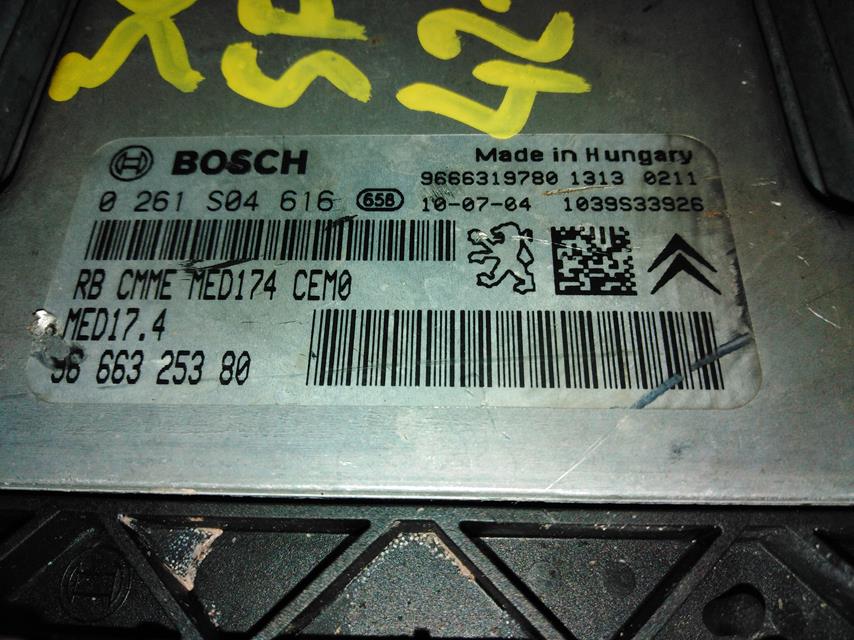 BOSCH
Made in Hungary
9666319780 1313 0211
0 261 S04 616 658 10-07-04 1039S33926
RB CMME MED174 CEM0
MED17.4
96 663 253 80